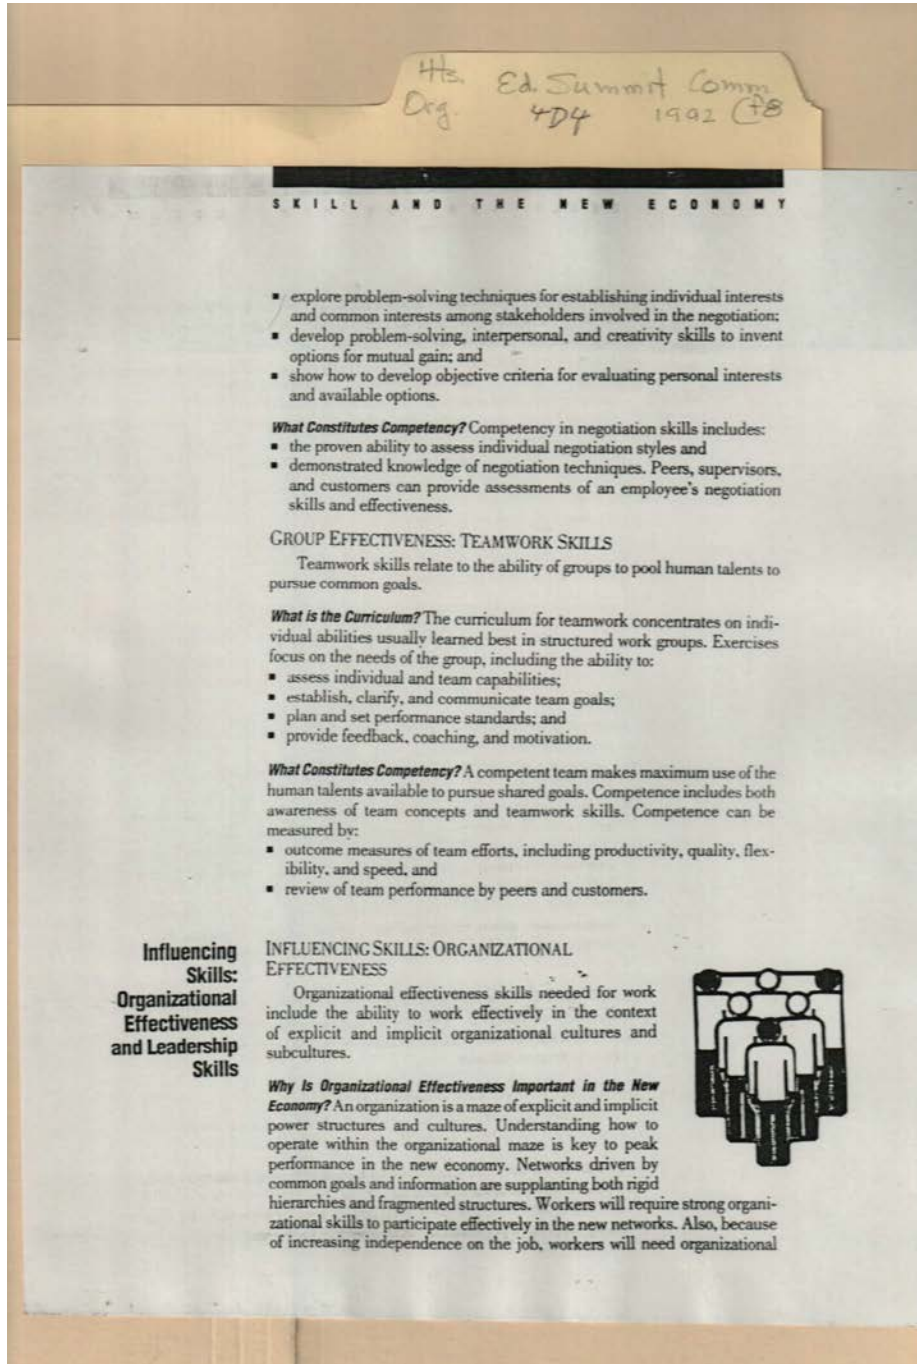 Hs. Ed. Summit Comm
Org. 4D4 1992 (f8
SKILL AND THE NEW ECONOMY
▪ explore problem-solving techniques for establishing individual interests
and common interests among stakeholders involved in the negotiation;
▪ develop problem-solving, interpersonal, and creativity skills to invent
options for mutual gain; and
▪ show how to develop objective criteria for evaluating personal interests
and available options.
What Constitutes Competency? Competency in negotiation skills includes:
▪ the proven ability to assess individual negotiation styles and
▪ demonstrated knowledge of negotiation techniques. Peers, supervisors,
and customers can provide assessments of an employee's negotiation
skills and effectiveness.
GROUP EFFECTIVENESS: TEAMWORK SKILLS
Teamwork skills relate to the ability of groups to pool human talents to
pursue common goals.
What is the Curriculum? The curriculum for teamwork concentrates on indi-
vidual abilities usually learned best in structured work groups. Exercises
focus on the needs of the group, including the ability to:
▪ assess individual and team capabilities;
▪ establish, clarify, and communicate team goals;
▪ plan and set performance standards; and
▪ provide feedback, coaching, and motivation.
What Constitutes Competency? A competent team makes maximum use of the
human talents available to pursue shared goals. Competence includes both
awareness of team concepts and teamwork skills. Competence can be
measured by:
▪ outcome measures of team efforts, including productivity, quality, flex-
ibility, and speed, and
▪ review of team performance by peers and customers.
Influencing
Skills:
Organizational
Effectiveness
and Leadership
Skills
INFLUENCING SKILLS: ORGANIZATIONAL
EFFECTIVENESS
Organizational effectiveness skills needed for work
include the ability to work effectively in the context
of explicit and implicit organizational cultures and
subcultures.
Why Is Organizational Effectiveness Important in the New
Economy? An organization is a maze of explicit and implicit
power structures and cultures. Understanding how to
operate within the organizational maze is key to peak
performance in the new economy. Networks driven by
common goals and information are supplanting both rigid
hierarchies and fragmented structures. Workers will require strong organi-
zational skills to participate effectively in the new networks. Also, because
of increasing independence on the job, workers will need organizational